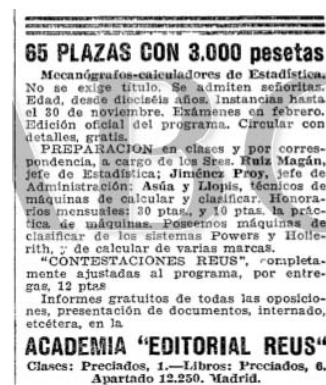 65 PLAZAS CON 3.000 pesetas
Mecanógrafos-calculadores de Estadística.
No se exige título. Se admiten señoritas.
Edad, desde dieciséis años. Instancias hasta
el 30 de noviembre. Exámenes en febrero.
Edición oficial del programa. Circular con
detalles, gratis.
PREPARACION en clases y por corres-
pondencia, a cargo de los Sres. Ruiz Magán,
jefe de Estadística; Jiménez Proy, jefe de
Administración; Asúa y Llopis, técnicos de
máquinas de calcular y clasificar. Honora-
rios mensuales: 30 ptas., y 10 ptas. la prác-
tica de máquinas. Poseemos máquinas de
clasificar de los sistemas Powers y Holle-
rith, y de calcular de varias marcas.
"CONTESTACIONES REUS", completa-
mente ajustadas al programa, por entre-
gas, 12 ptas
Informes gratuitos de todas las oposicio-
nes, presentación de documentos, internado,
etcétera, en la
ACADEMIA "EDITORIAL REUS"
Clases: Preciados, 1.—Libros: Preciados, 6.
Apartado 12.250. Madrid.
ABC